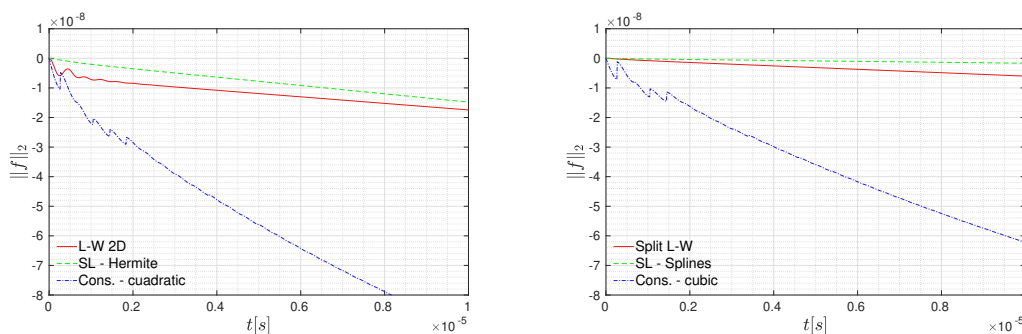 ×10⁻⁸
1
0
-1
-2
-3
-4
-5
-6
-7
-8
||f||₂
L-W 2D
SL - Hermite
Cons. - cuadratic
0 0.2 0.4 0.6 0.8 1
t[s] ×10⁻⁵
×10⁻⁸
1
0
-1
-2
-3
-4
-5
-6
-7
-8
||f||₂
Split L-W
SL - Splines
Cons. - cubic
0 0.2 0.4 0.6 0.8 1
t[s] ×10⁻⁵